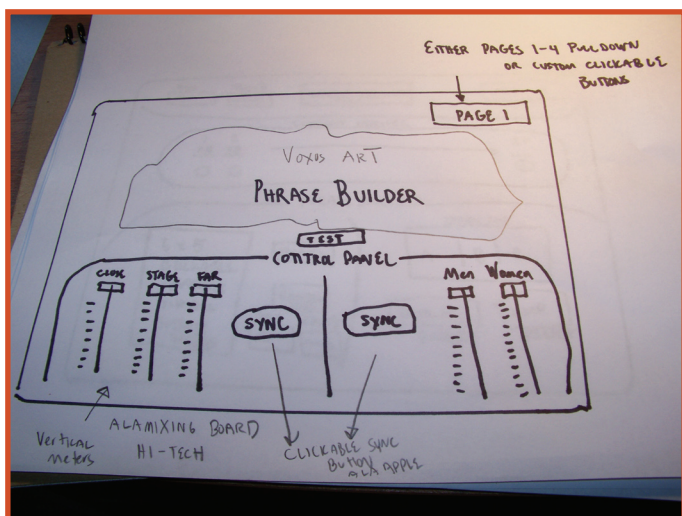 EITHER PAGES 1-4 PULLDOWN
OR CUSTOM CLICKABLE
BUTTONS
PAGE 1
VOXUS ART
PHRASE BUILDER
TEST
CONTROL PANEL
CLOSE STAGE FAR
Men Women
SYNC SYNC
Vertical
meters
ALA MIXING BOARD
HI-TECH
CLICKABLE SYNC
BUTTON
ALA APPLE